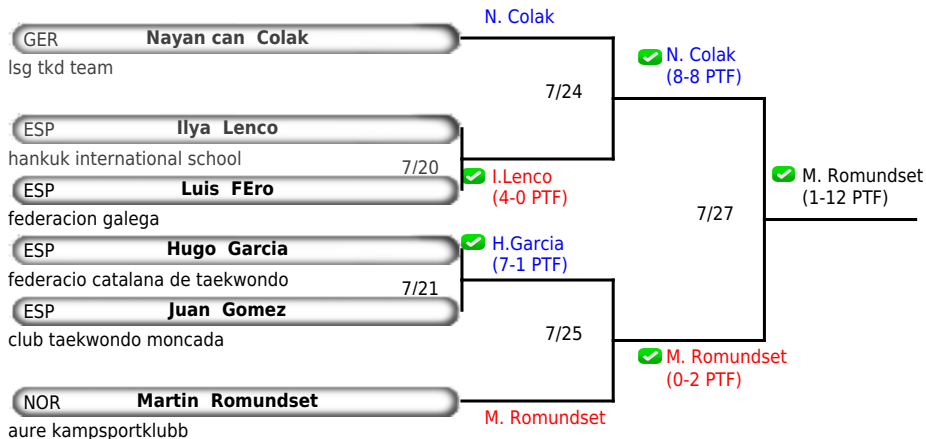 N. Colak
GER Nayan can Colak
lsg tkd team
N. Colak
(8-8 PTF)
7/24
ESP Ilya Lenco
hankuk international school
7/20
I.Lenco
(4-0 PTF)
ESP Luis FEro
federacion galega
M. Romundset
(1-12 PTF)
7/27
ESP Hugo Garcia
federacio catalana de taekwondo
H.Garcia
(7-1 PTF)
7/21
ESP Juan Gomez
club taekwondo moncada
7/25
M. Romundset
(0-2 PTF)
NOR Martin Romundset
aure kampsportklubb
M. Romundset